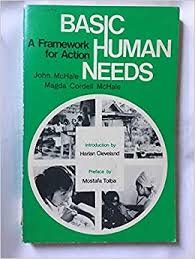 BASIC
A Framework HUMAN
for Action
NEEDS
John McHale
Magda Cordell McHale
Introduction by
Harlan Cleveland
Preface by
Mostafa Tolba